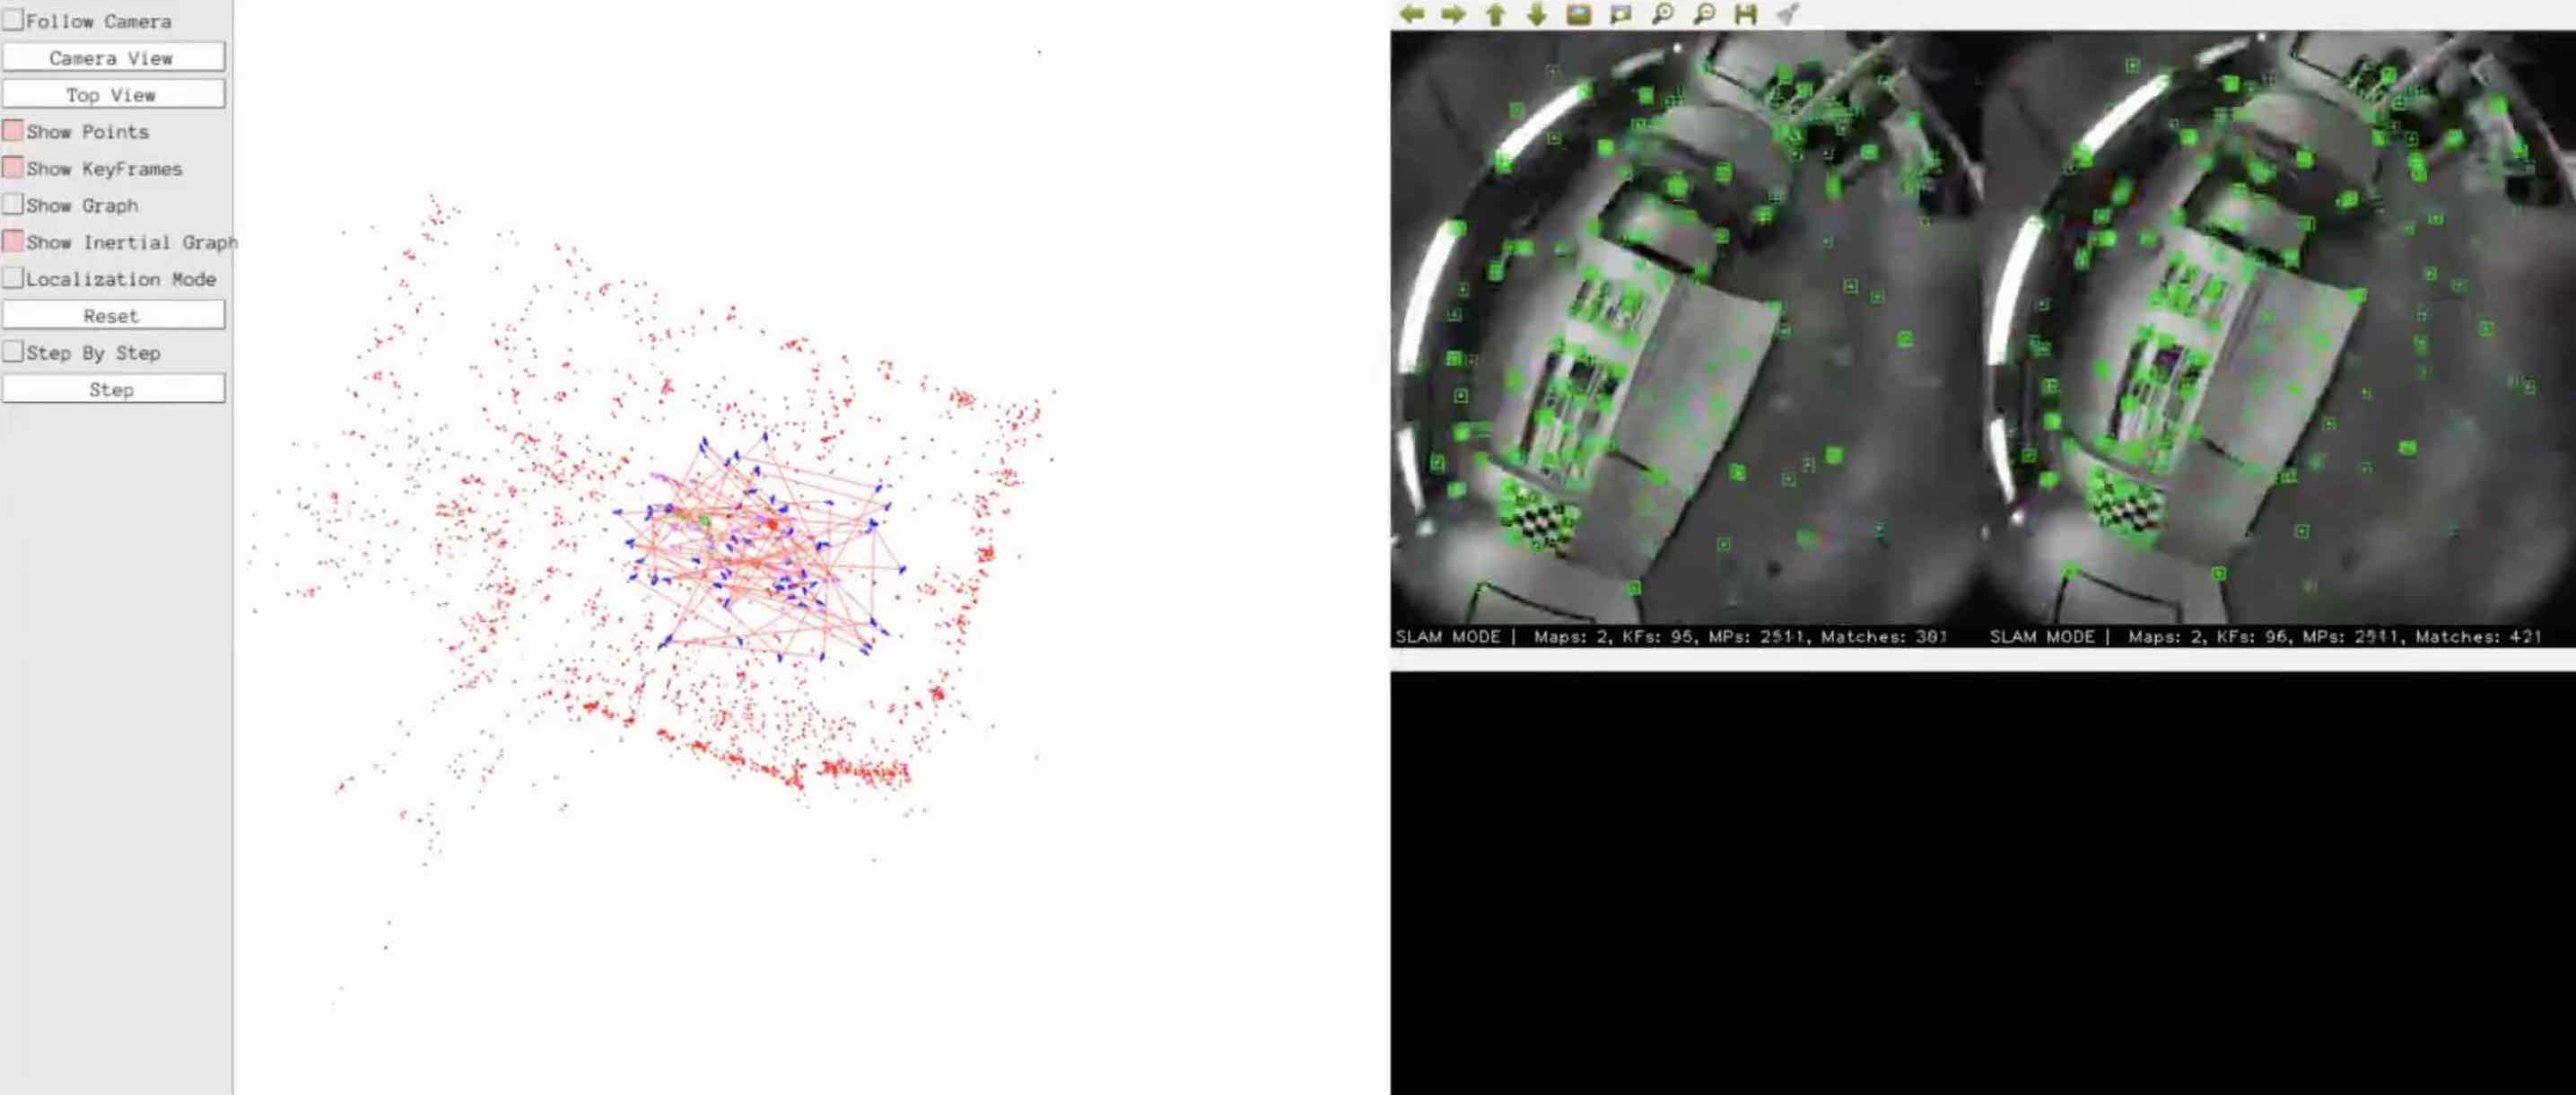 Follow Camera
Camera View
Top View
Show Points
Show KeyFrames
Show Graph
Show Inertial Graph
Localization Mode
Reset
Step By Step
Step
SLAM MODE | Maps: 2, KFs: 96, MPs: 2511, Matches: 381
SLAM MODE | Maps: 2, KFs: 96, MPs: 2511, Matches: 421